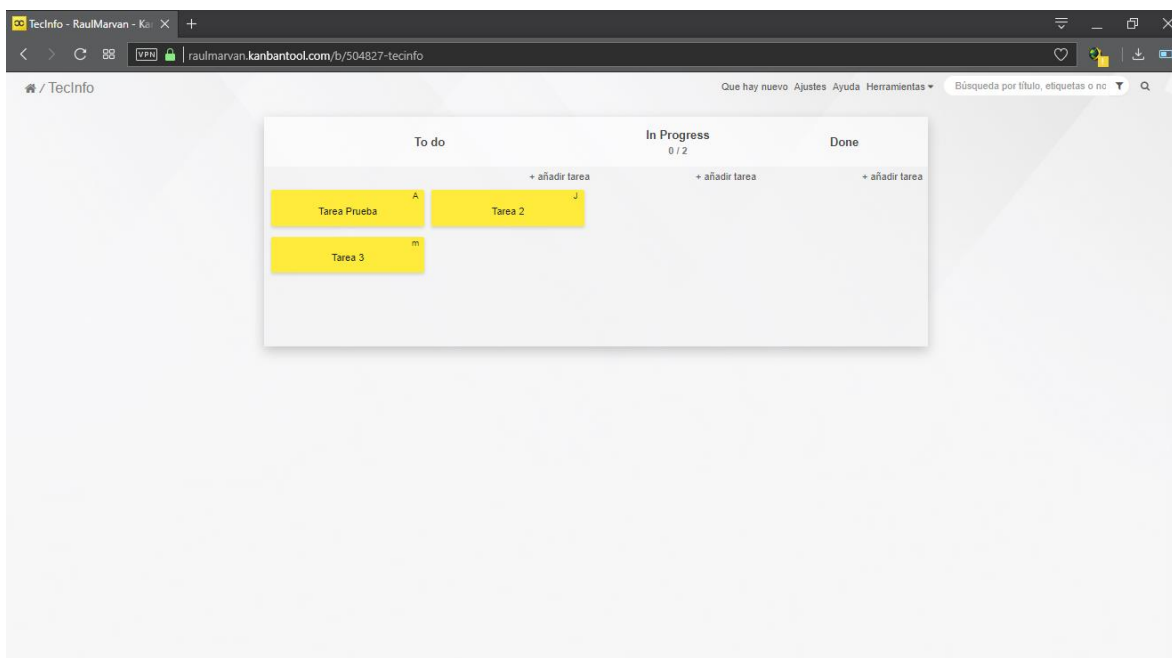 TecInfo - RaulMarvan - Ka
VPN raulmarvan.kanbantool.com/b/504827-tecinfo
/ TecInfo
Que hay nuevo Ajustes Ayuda Herramientas Búsqueda por título, etiquetas o no
To do In Progress Done
0 / 2
+ añadir tarea + añadir tarea + añadir tarea
A J
Tarea Prueba Tarea 2
m
Tarea 3